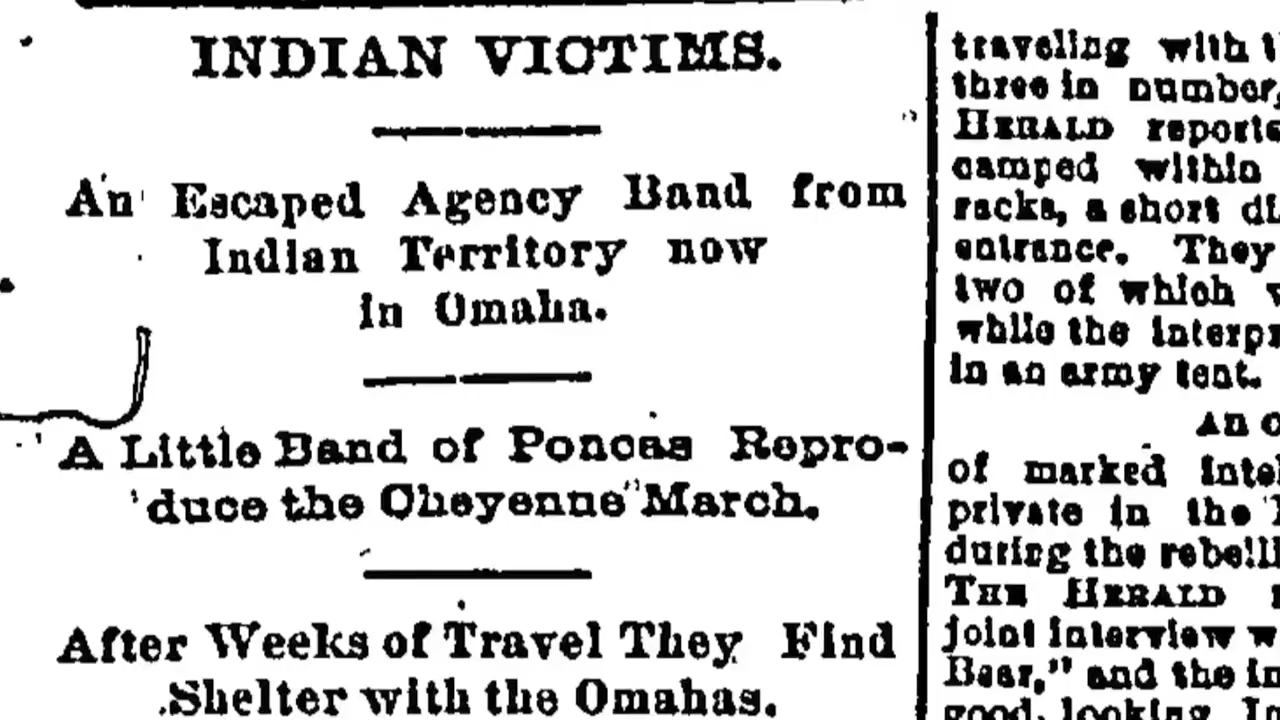 INDIAN VICTIMS.
An Escaped Agency Band from
Indian Territory now
in Omaha.
A Little Band of Poncas Repro-
duce the Cheyenne March.
After Weeks of Travel They Find
Shelter with the Omahas.
traveling with
three in number,
HERALD
camped within
racks, a short
entrance. They
two of which
while the
in an army tent.
AN
of marked
private in the
during the
THE HERALD
joint interview
Bear," and the
good, looking.